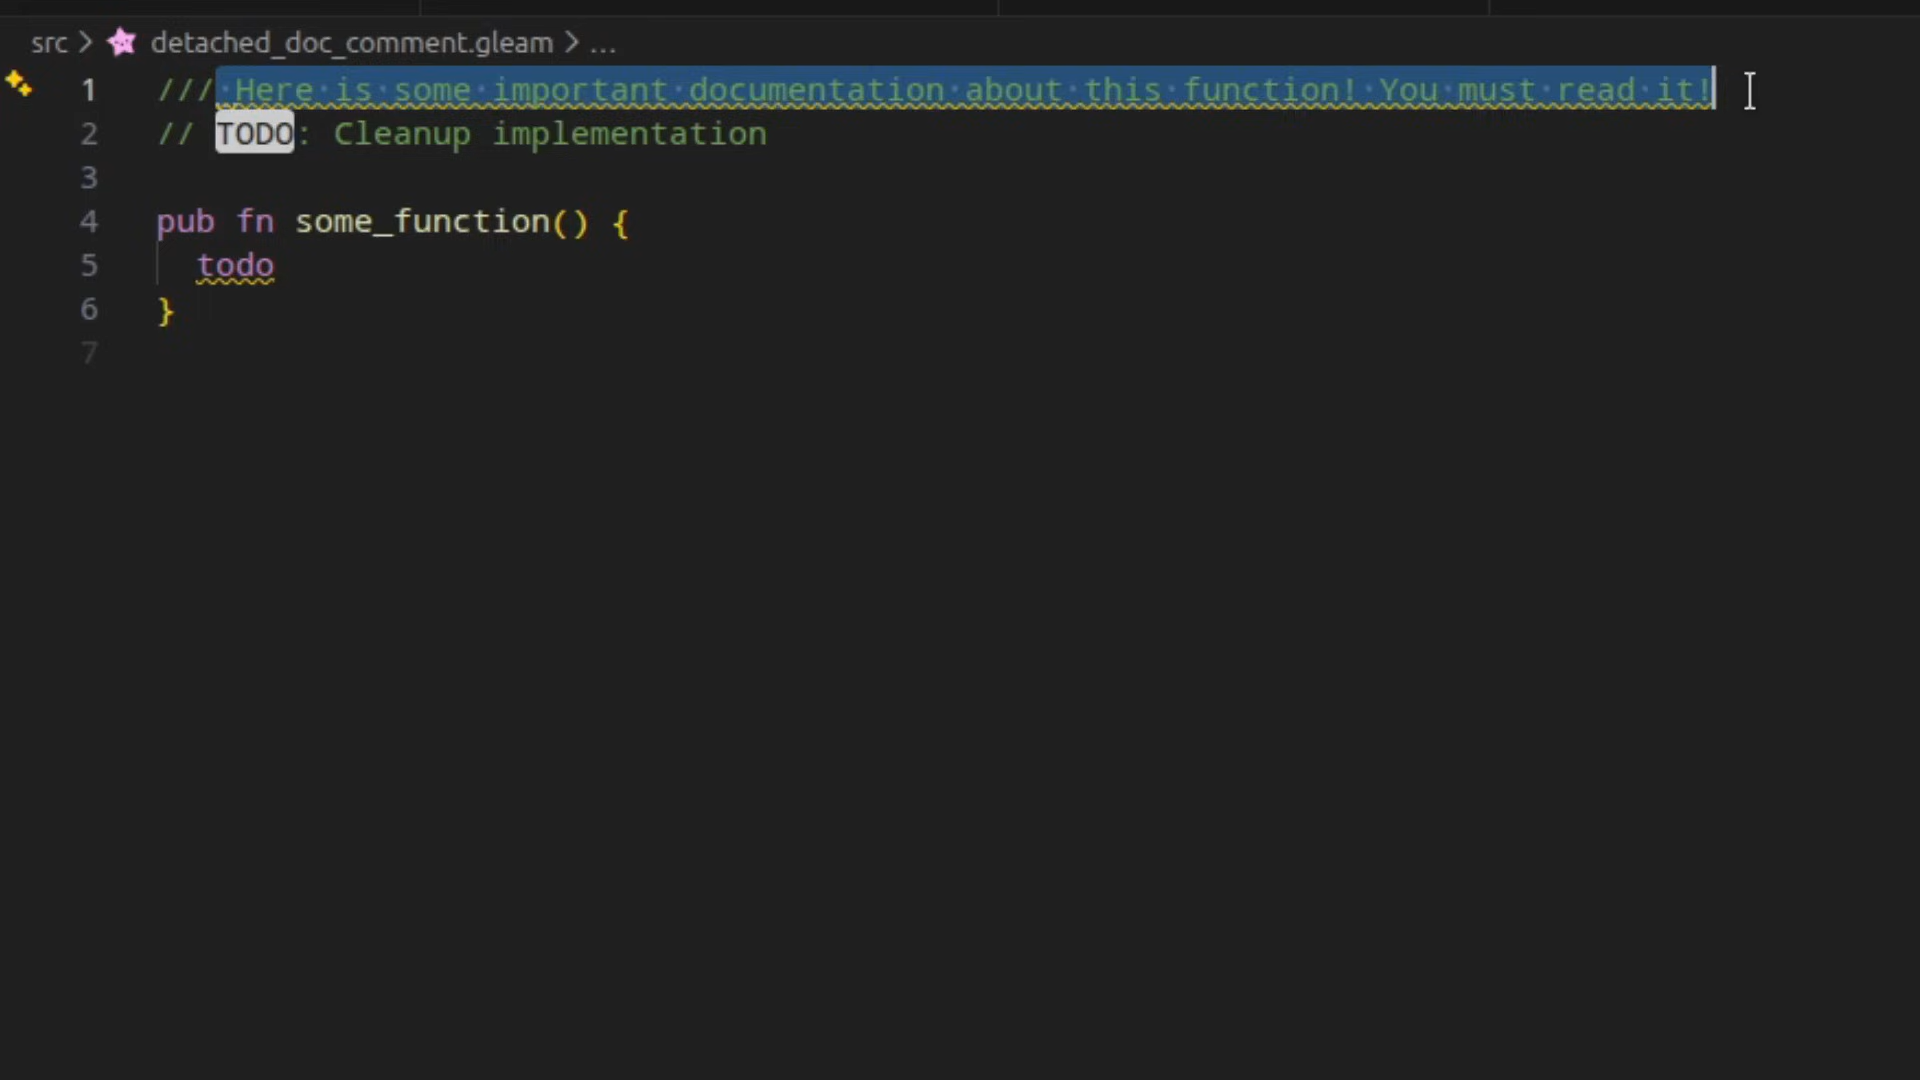 src > detached_doc_comment.gleam > ...
1 /// Here is some important documentation about this function! You must read it!
2 // TODO: Cleanup implementation
3
4 pub fn some_function() {
5 todo
6 }
7